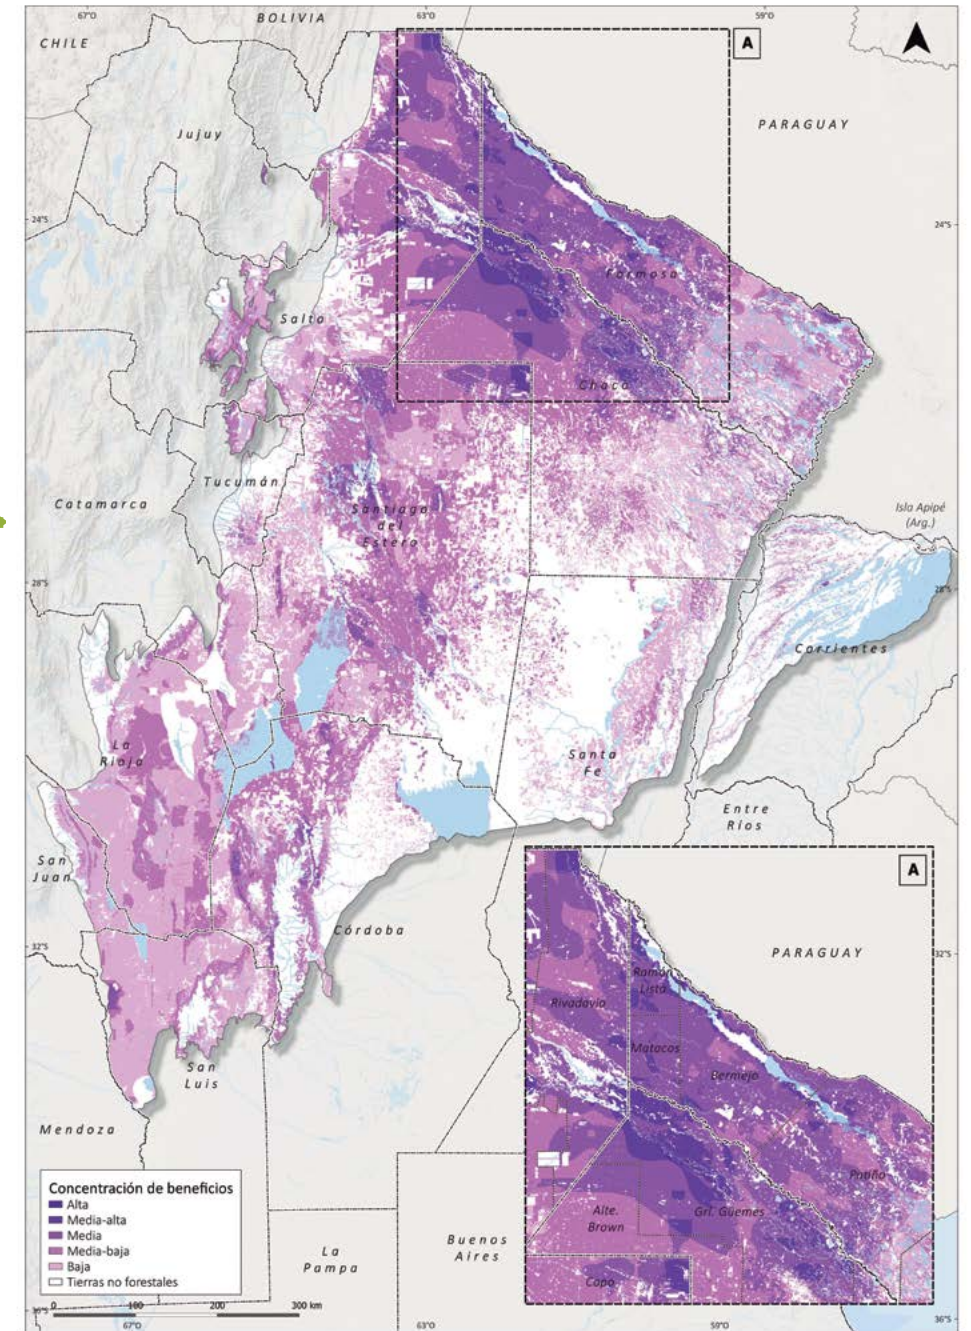 67°O
63°O
59°O
BOLIVIA
CHILE
A
PARAGUAY
Jujuy
24°S
24°S
Formosa
Salta
Chaco
Tucumán
Catamarca
Santiago
del
Estero
Isla Apipé
(Arg.)
28°S
28°S
Corrientes
La
Rioja
Santa
Fe
Entre
Ríos
San
Juan
A
Córdoba
32°S
32°S
PARAGUAY
Ramón
Lista
Rivadavia
Matacos
San
Luis
Bermejo
Mendoza
Patiño
Concentración de beneficios
Alta
Media-alta
Media
Media-baja
Baja
Tierras no forestales
Alte.
Brown
Grl. Güemes
Buenos
Aires
La
Pampa
Copo
0 100 200 300 km
36°S
36°S
67°O
63°O
59°O